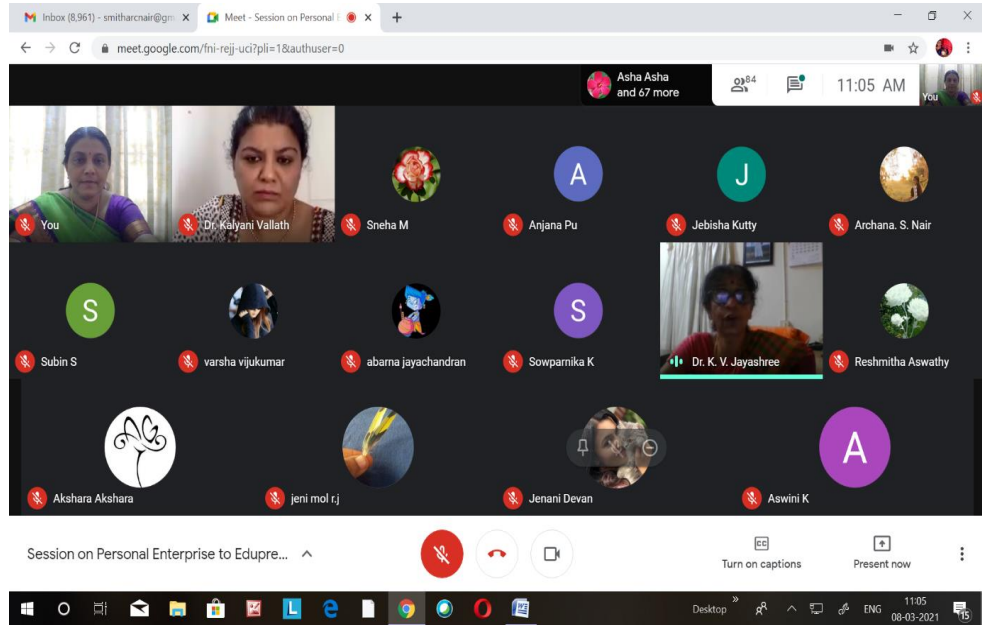 Inbox (8,961) - smitharcnair@gm
Meet - Session on Personal
meet.google.com/fni-rejj-uci?pli=1&authuser=0
Asha Asha
and 67 more
84
11:05 AM
You
You
Dr. Kalyani Vallath
Sneha M
A
Anjana Pu
J
Jebisha Kutty
Archana. S. Nair
S
Subin S
varsha vijukumar
abarna jayachandran
S
Sowparnika K
Dr. K. V. Jayashree
Reshmitha Aswathy
AG
Akshara Akshara
jeni mol r.j
Jenani Devan
A
Aswini K
Session on Personal Enterprise to Edupre...
CC
Turn on captions
Present now
Desktop
ENG
11:05
08-03-2021
15